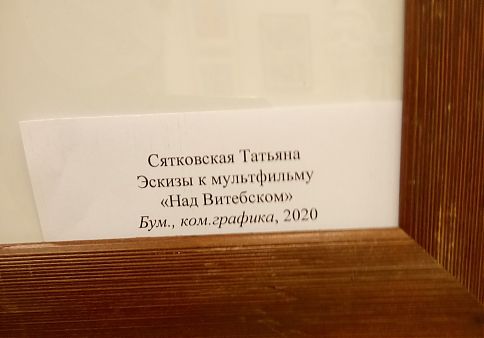 Сятковская Татьяна
Эскизы к мультфильму
«Над Витебском»
Бум., ком.графика, 2020